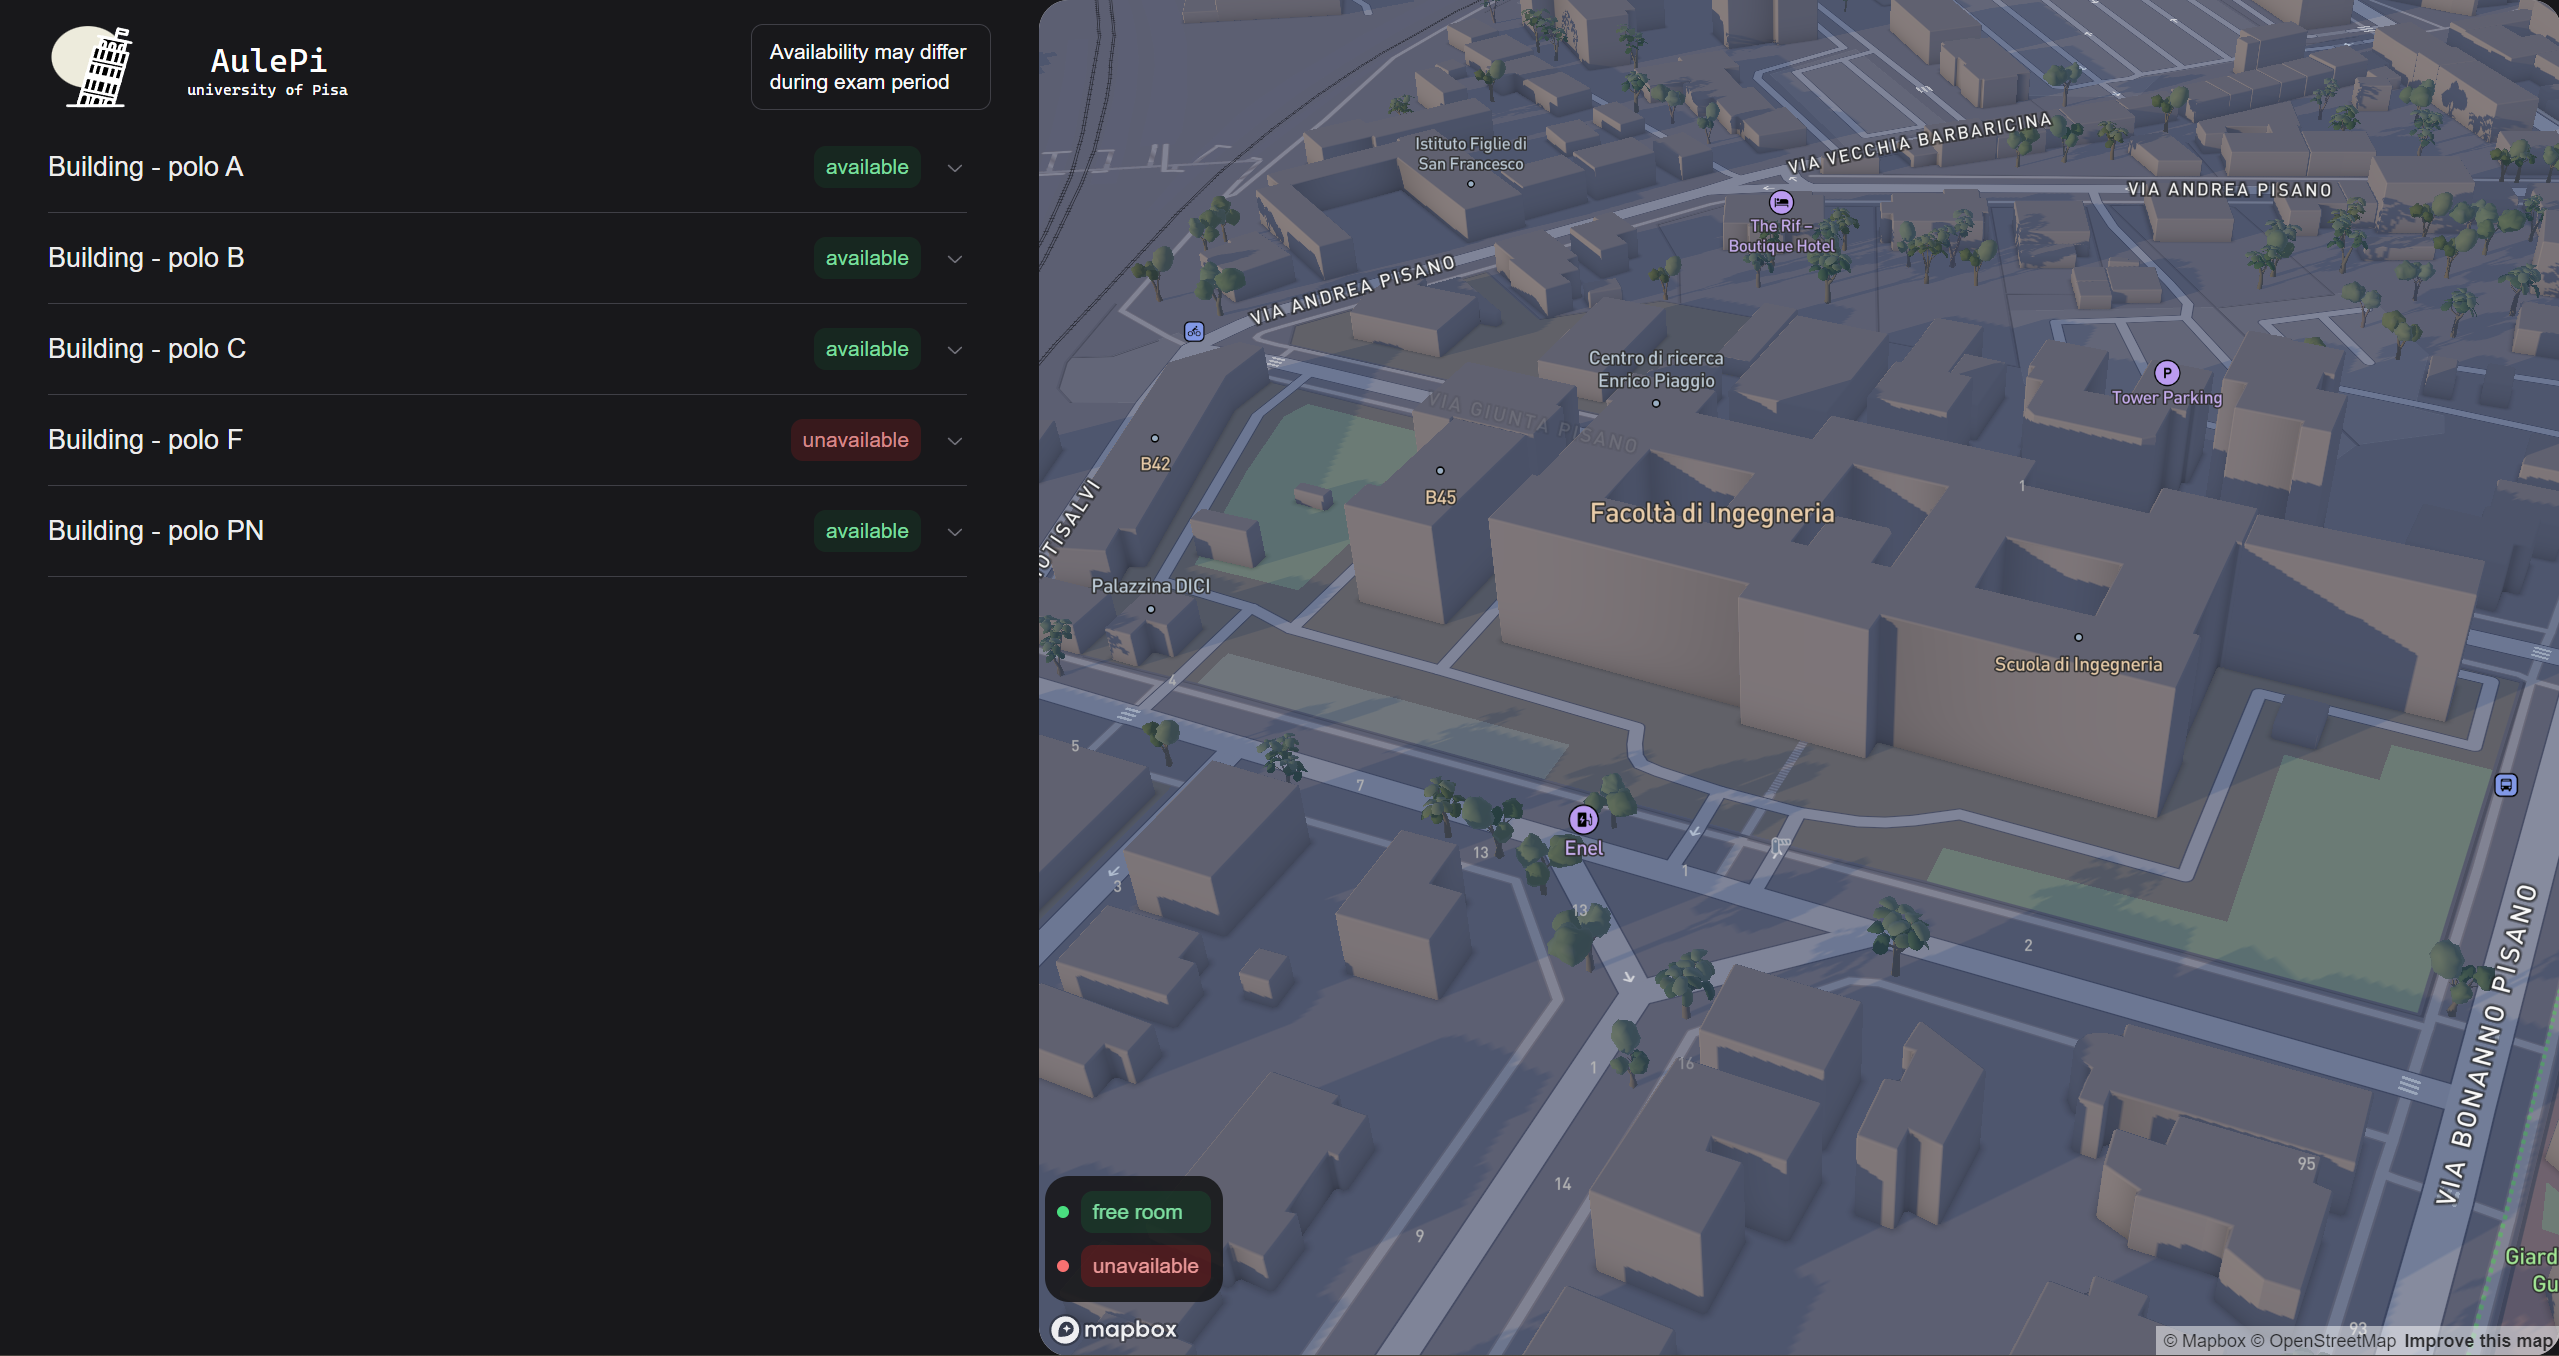 AulePi
university of Pisa
Availability may differ
during exam period
Building - polo A
available
Building - polo B
available
Building - polo C
available
Building - polo F
unavailable
Building - polo PN
available
Istituto Figlie di
San Francesco
VIA VECCHIA BARBARICINA
VIA ANDREA PISANO
The Rif –
Boutique Hotel
VIA ANDREA PISANO
Centro di ricerca
Enrico Piaggio
P
Tower Parking
VIA GIUNTA PISANO
B42
B45
1
Facoltà di Ingegneria
OTISALVI
Palazzina DICI
Scuola di Ingegneria
4
5
7
Enel
13
1
3
13
2
VIA BONANNO PISANO
1
16
95
14
9
free room
unavailable
Giard
Gu
93
mapbox
© Mapbox © OpenStreetMap Improve this map